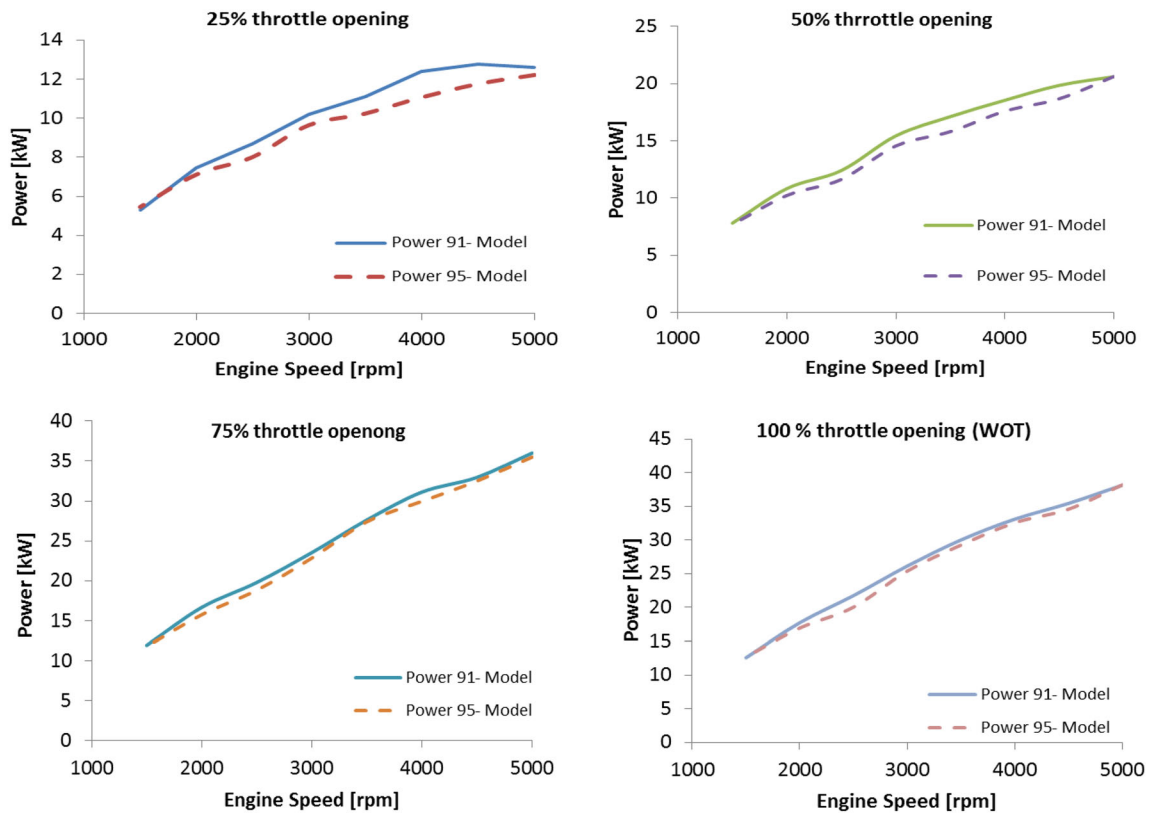 25% throttle opening
14
12
10
8
6
4
2
0
Power [kW]
1000 2000 3000 4000 5000
Engine Speed [rpm]
Power 91- Model
Power 95- Model
50% thrrottle opening
25
20
15
10
5
0
Power [kW]
1000 2000 3000 4000 5000
Engine Speed [rpm]
Power 91- Model
Power 95- Model
75% throttle openong
40
35
30
25
20
15
10
5
0
Power [kW]
1000 2000 3000 4000 5000
Engine Speed [rpm]
Power 91- Model
Power 95- Model
100 % throttle opening (WOT)
45
40
35
30
25
20
15
10
5
0
Power [kW]
1000 2000 3000 4000 5000
Engine Speed [rpm]
Power 91- Model
Power 95- Model